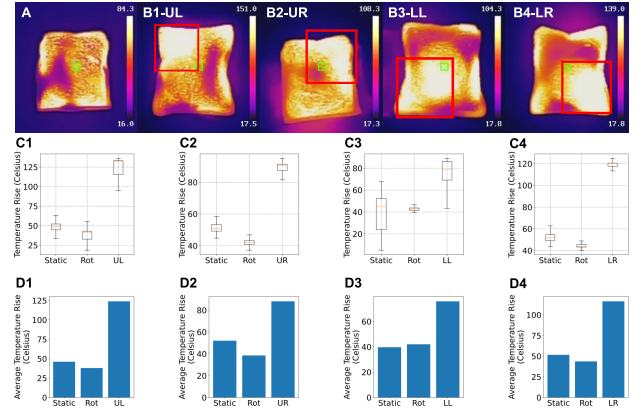 A
84.3
16.0
B1-UL
151.0
17.5
B2-UR
108.3
17.3
B3-LL
104.3
17.8
B4-LR
139.0
17.8
C1
Temperature Rise (Celsius)
125
100
75
50
25
Static Rot UL
C2
Temperature Rise (Celsius)
80
60
40
Static Rot UR
C3
Temperature Rise (Celsius)
80
60
40
20
Static Rot LL
C4
Temperature Rise (Celsius)
120
100
80
60
40
Static Rot LR
D1
Average Temperature Rise
(Celsius)
125
100
75
50
25
0
Static Rot UL
D2
Average Temperature Rise
(Celsius)
80
60
40
20
0
Static Rot UR
D3
Average Temperature Rise
(Celsius)
60
40
20
0
Static Rot LL
D4
Average Temperature Rise
(Celsius)
100
75
50
25
0
Static Rot LR